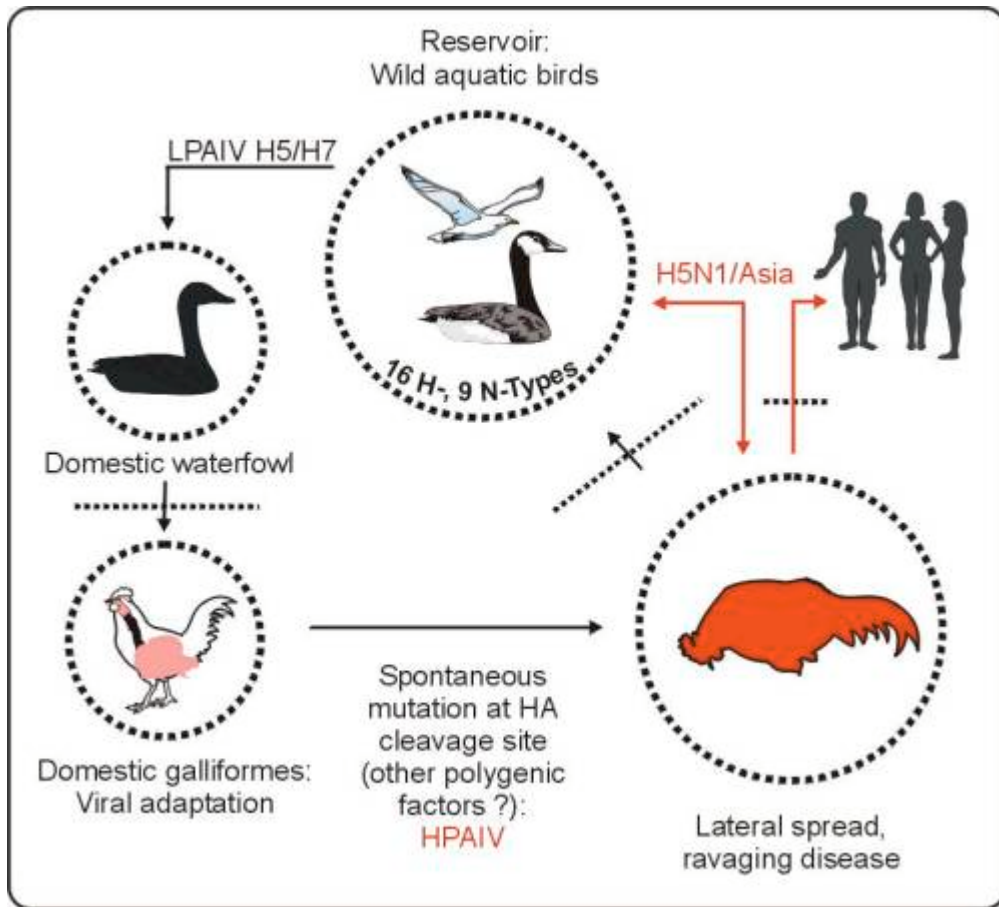 Reservoir:
Wild aquatic birds
LPAIV H5/H7
H5N1/Asia
16 H-, 9 N-Types
Domestic waterfowl
Domestic galliformes:
Viral adaptation
Spontaneous
mutation at HA
cleavage site
(other polygenic
factors ?):
HPAIV
Lateral spread,
ravaging disease